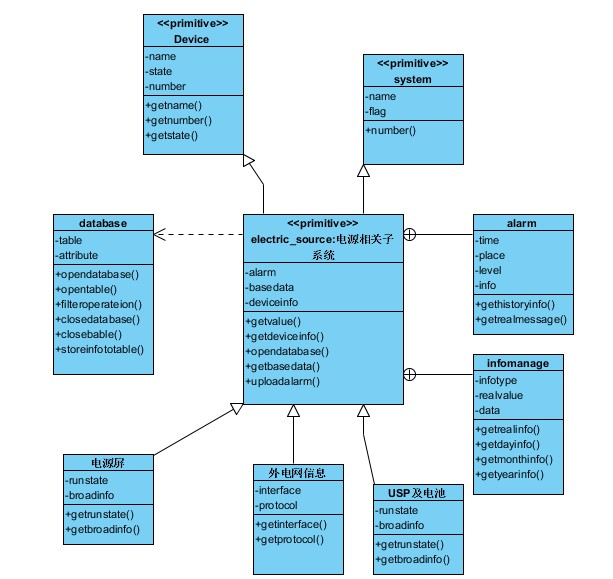 <<primitive>>
Device
-name
-state
-number
+getname()
+getnumber()
+getstate()
<<primitive>>
system
-name
-flag
+number()
database
-table
-attribute
+opendatabase()
+opentable()
+filteroperateion()
+closedatabase()
+closebable()
+storeinfototable()
<<primitive>>
electric_source:电源相关子
系统
-alarm
-basedata
-deviceinfo
+getvalue()
+getdeviceinfo()
+opendatabase()
+getbasedata()
+uploadalarm()
alarm
-time
-place
-level
-info
+gethistoryinfo()
+getrealmessage()
infomanage
-infotype
-realvalue
-data
+getrealinfo()
+getdayinfo()
+getmonthinfo()
+getyearinfo()
电源屏
-runstate
-broadinfo
+getrunstate()
+getbroadinfo()
外电网信息
-interface
-protocol
+getinterface()
+getprotocol()
USP及电池
-runstate
-broadinfo
+getrunstate()
+getbroadinfo()